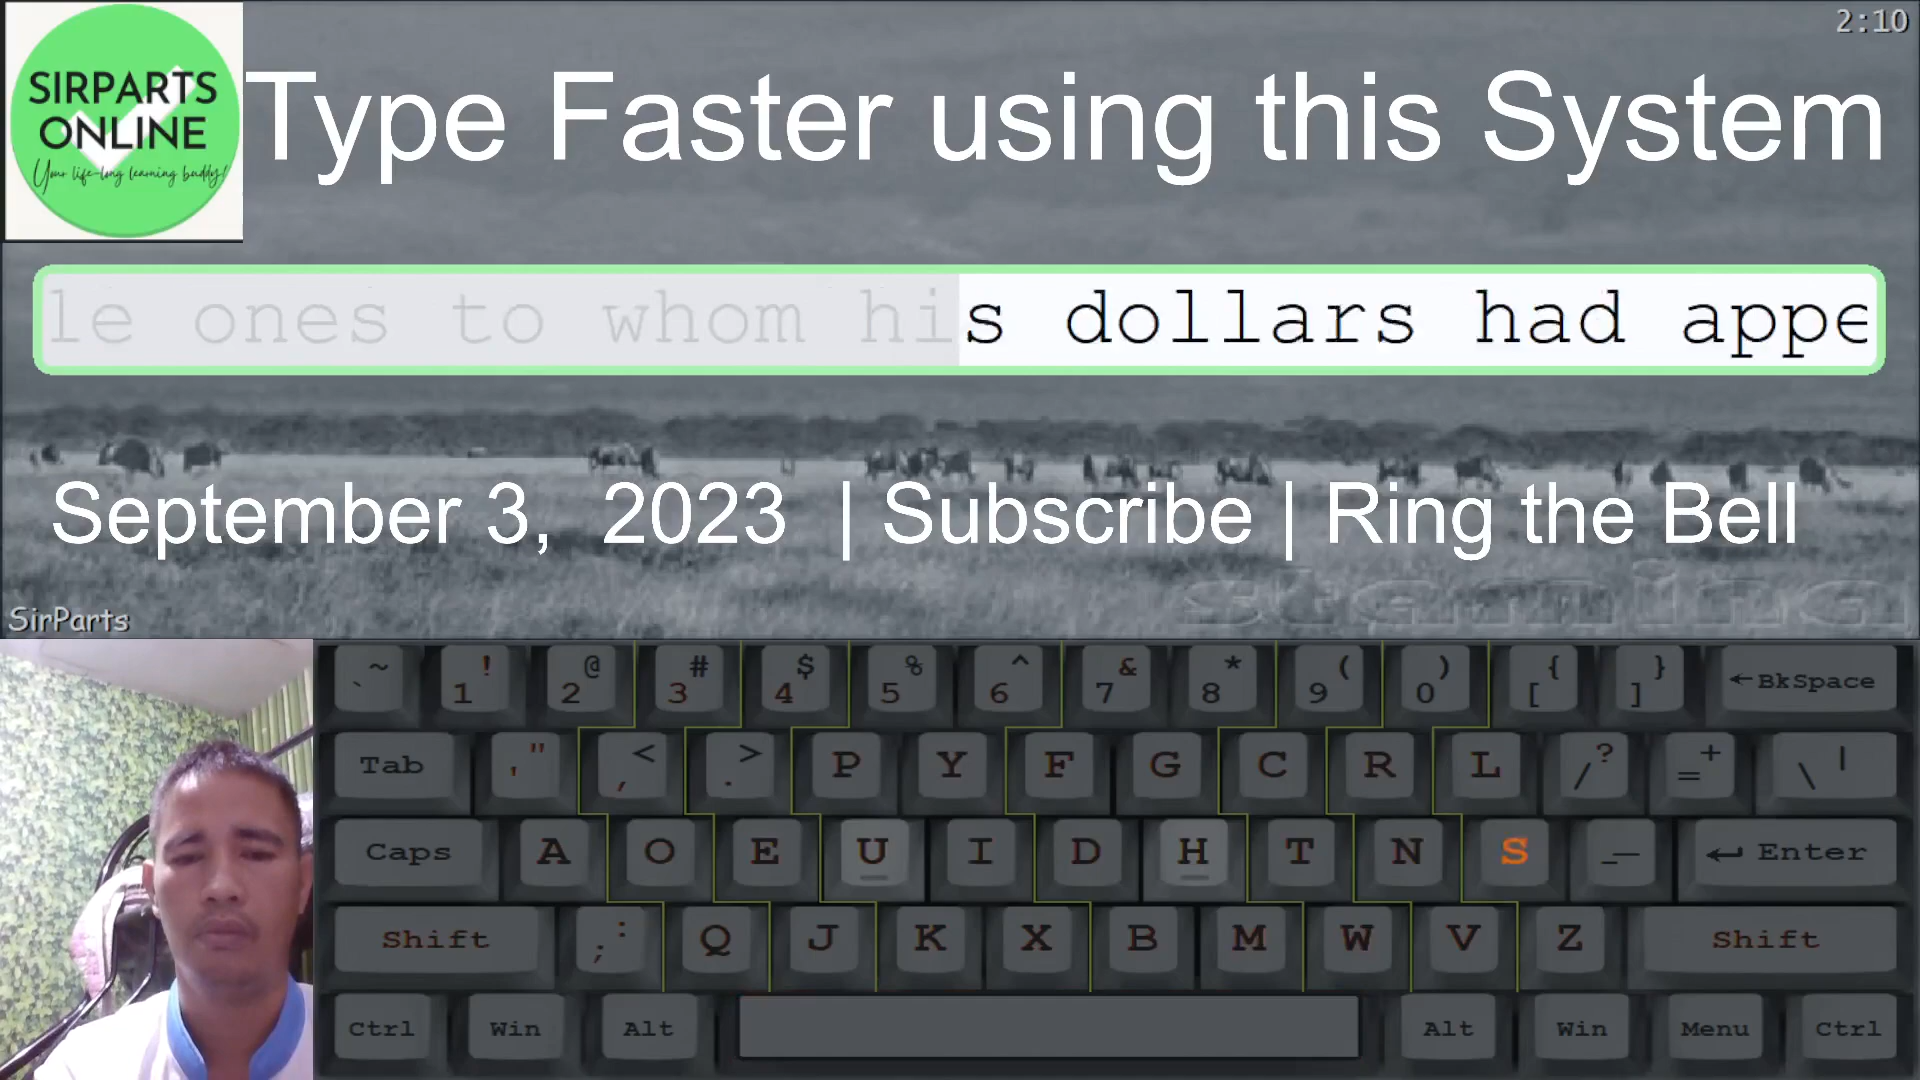 2:10
SIRPARTS
ONLINE
Your life-long learning buddy!
Type Faster using this System
le ones to whom his dollars had appe
September 3, 2023 | Subscribe | Ring the Bell
stamina
SirParts
~ ` ! 1 @ 2 # 3 $ 4 % 5 ^ 6 & 7 * 8 ( 9 ) 0 { [ } ] ←BkSpace
Tab " ' < , > . P Y F G C R L ? / + = | \
Caps A O E U I D H T N S _ — Enter
Shift : ; Q J K X B M W V Z Shift
Ctrl Win Alt Alt Win Menu Ctrl